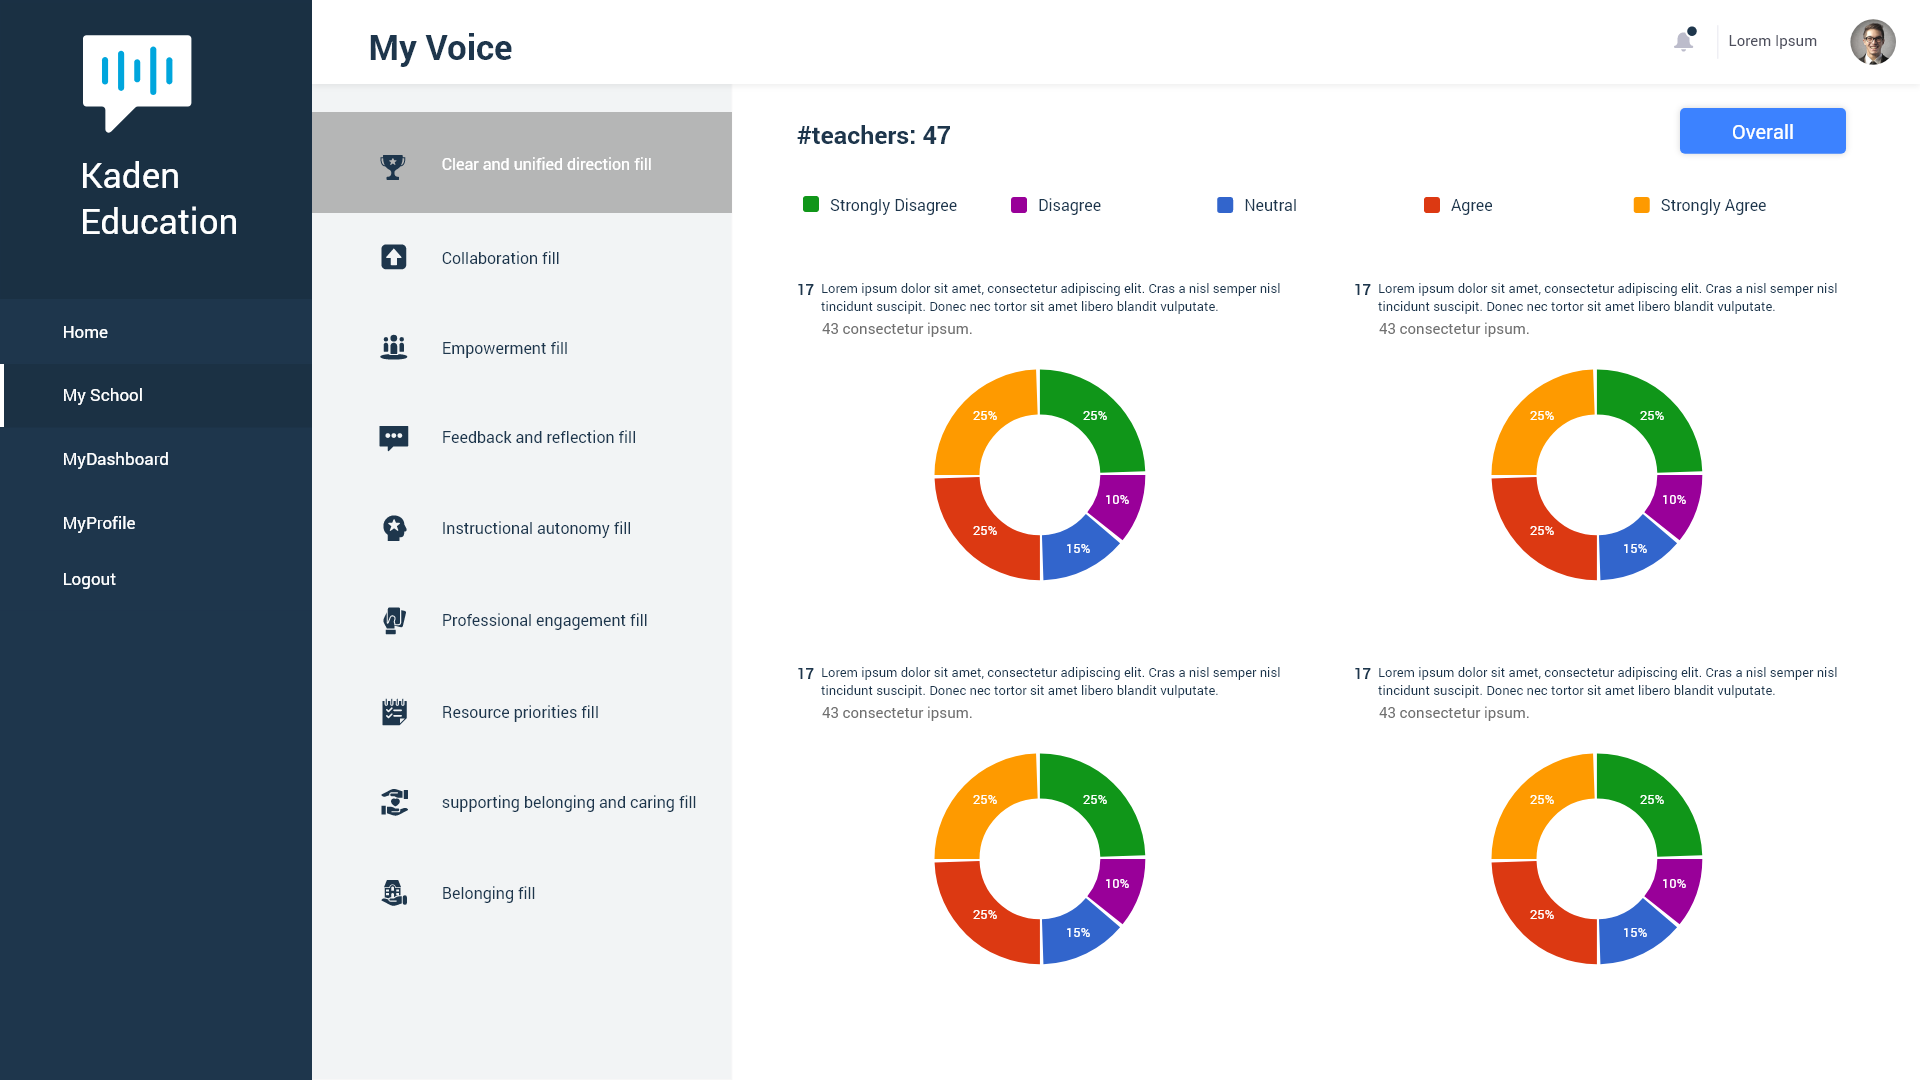 Kaden
Education
Home
My School
MyDashboard
MyProfile
Logout
My Voice
Lorem Ipsum
Clear and unified direction fill
Collaboration fill
Empowerment fill
Feedback and reflection fill
Instructional autonomy fill
Professional engagement fill
Resource priorities fill
supporting belonging and caring fill
Belonging fill
#teachers: 47
Overall
Strongly Disagree
Disagree
Neutral
Agree
Strongly Agree
17 Lorem ipsum dolor sit amet, consectetur adipiscing elit. Cras a nisl semper nisl
tincidunt suscipit. Donec nec tortor sit amet libero blandit vulputate.
43 consectetur ipsum.
25%
25%
10%
25%
15%
17 Lorem ipsum dolor sit amet, consectetur adipiscing elit. Cras a nisl semper nisl
tincidunt suscipit. Donec nec tortor sit amet libero blandit vulputate.
43 consectetur ipsum.
25%
25%
10%
25%
15%
17 Lorem ipsum dolor sit amet, consectetur adipiscing elit. Cras a nisl semper nisl
tincidunt suscipit. Donec nec tortor sit amet libero blandit vulputate.
43 consectetur ipsum.
25%
25%
10%
25%
15%
17 Lorem ipsum dolor sit amet, consectetur adipiscing elit. Cras a nisl semper nisl
tincidunt suscipit. Donec nec tortor sit amet libero blandit vulputate.
43 consectetur ipsum.
25%
25%
10%
25%
15%